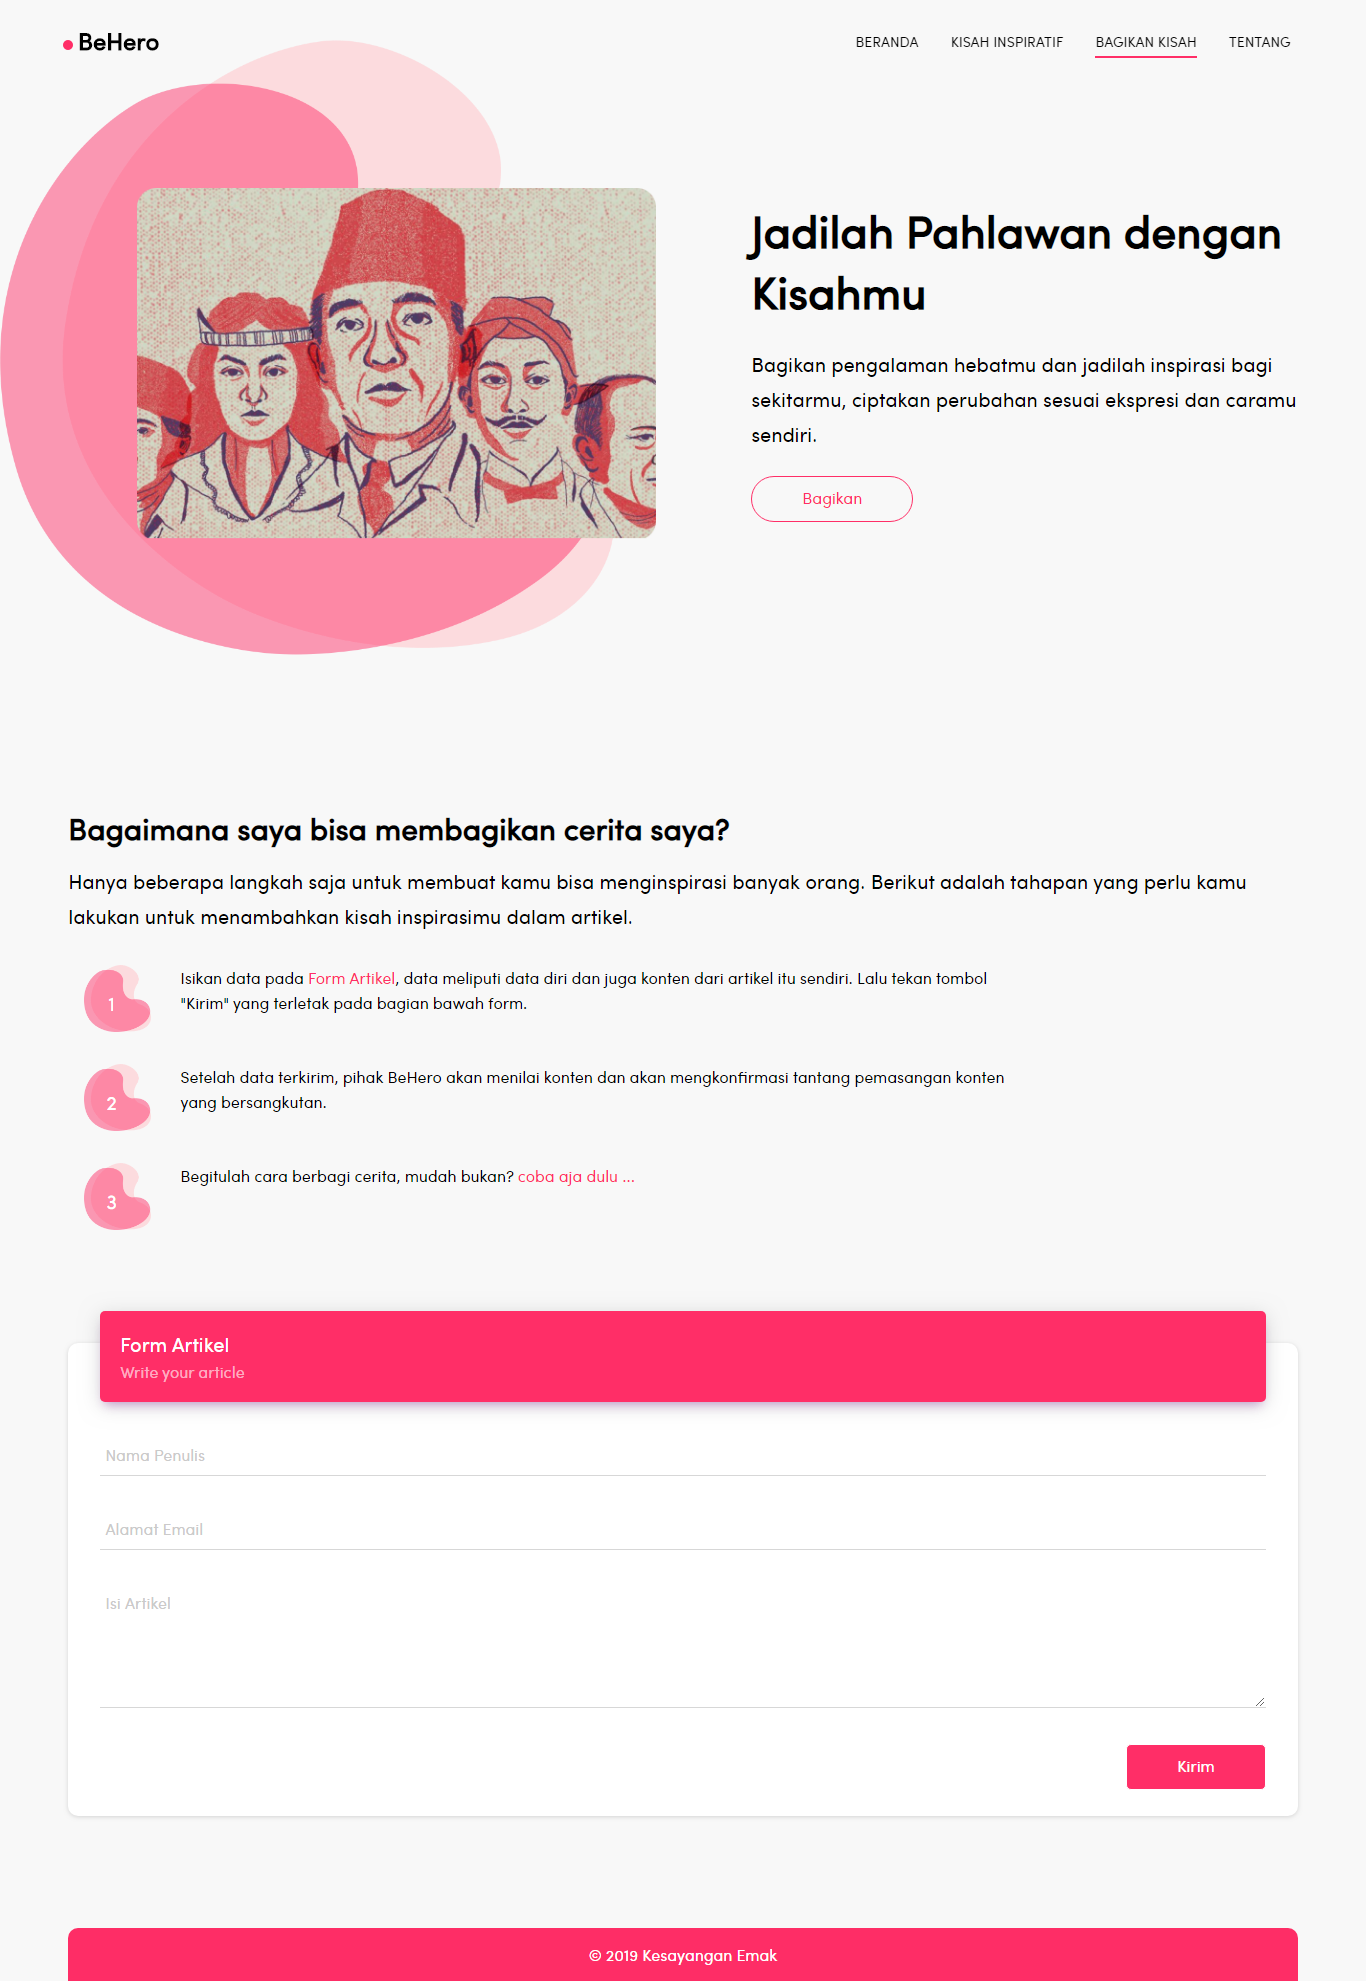 BeHero
BERANDA
KISAH INSPIRATIF
BAGIKAN KISAH
TENTANG
Jadilah Pahlawan dengan
Kisahmu
Bagikan pengalaman hebatmu dan jadilah inspirasi bagi
sekitarmu, ciptakan perubahan sesuai ekspresi dan caramu
sendiri.
Bagikan
Bagaimana saya bisa membagikan cerita saya?
Hanya beberapa langkah saja untuk membuat kamu bisa menginspirasi banyak orang. Berikut adalah tahapan yang perlu kamu
lakukan untuk menambahkan kisah inspirasimu dalam artikel.
1
Isikan data pada Form Artikel, data meliputi data diri dan juga konten dari artikel itu sendiri. Lalu tekan tombol
"Kirim" yang terletak pada bagian bawah form.
2
Setelah data terkirim, pihak BeHero akan menilai konten dan akan mengkonfirmasi tantang pemasangan konten
yang bersangkutan.
3
Begitulah cara berbagi cerita, mudah bukan? coba aja dulu ...
Form Artikel
Write your article
Nama Penulis
Alamat Email
Isi Artikel
Kirim
© 2019 Kesayangan Emak